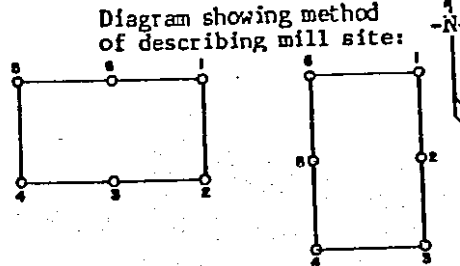 Diagram showing method
of describing mill site:
-N-
5 6 1
4 3 2
6 1
5 2
4 3